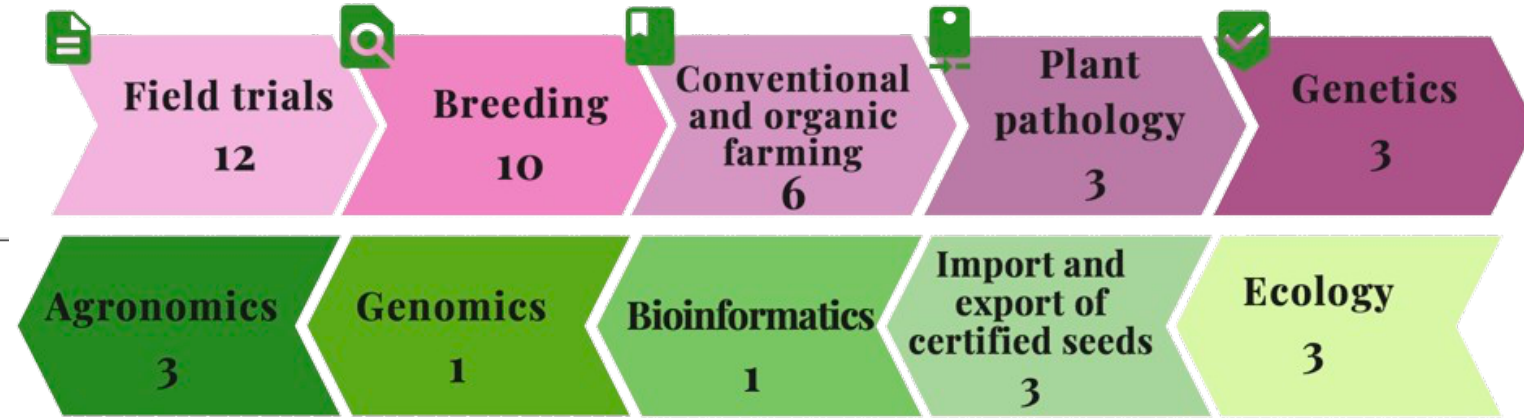 Field trials
12
Breeding
10
Conventional
and organic
farming
6
Plant
pathology
3
Genetics
3
Agronomics
3
Genomics
1
Bioinformatics
1
Import and
export of
certified seeds
3
Ecology
3